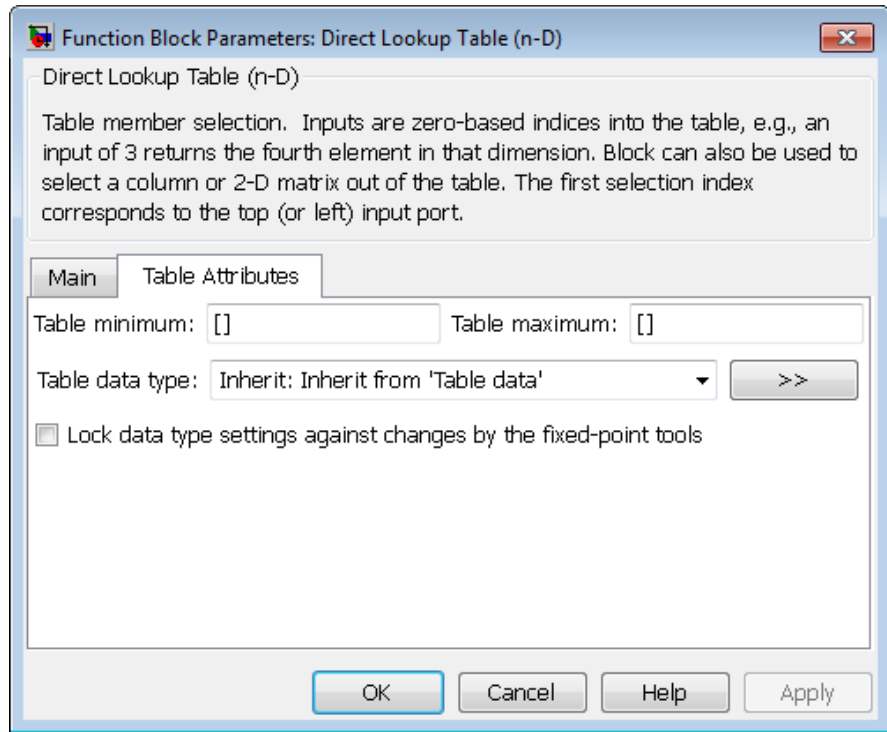 Function Block Parameters: Direct Lookup Table (n-D)
Direct Lookup Table (n-D)
Table member selection. Inputs are zero-based indices into the table, e.g., an
input of 3 returns the fourth element in that dimension. Block can also be used to
select a column or 2-D matrix out of the table. The first selection index
corresponds to the top (or left) input port.
Main Table Attributes
Table minimum: [] Table maximum: []
Table data type: Inherit: Inherit from 'Table data' >>
Lock data type settings against changes by the fixed-point tools
OK Cancel Help Apply